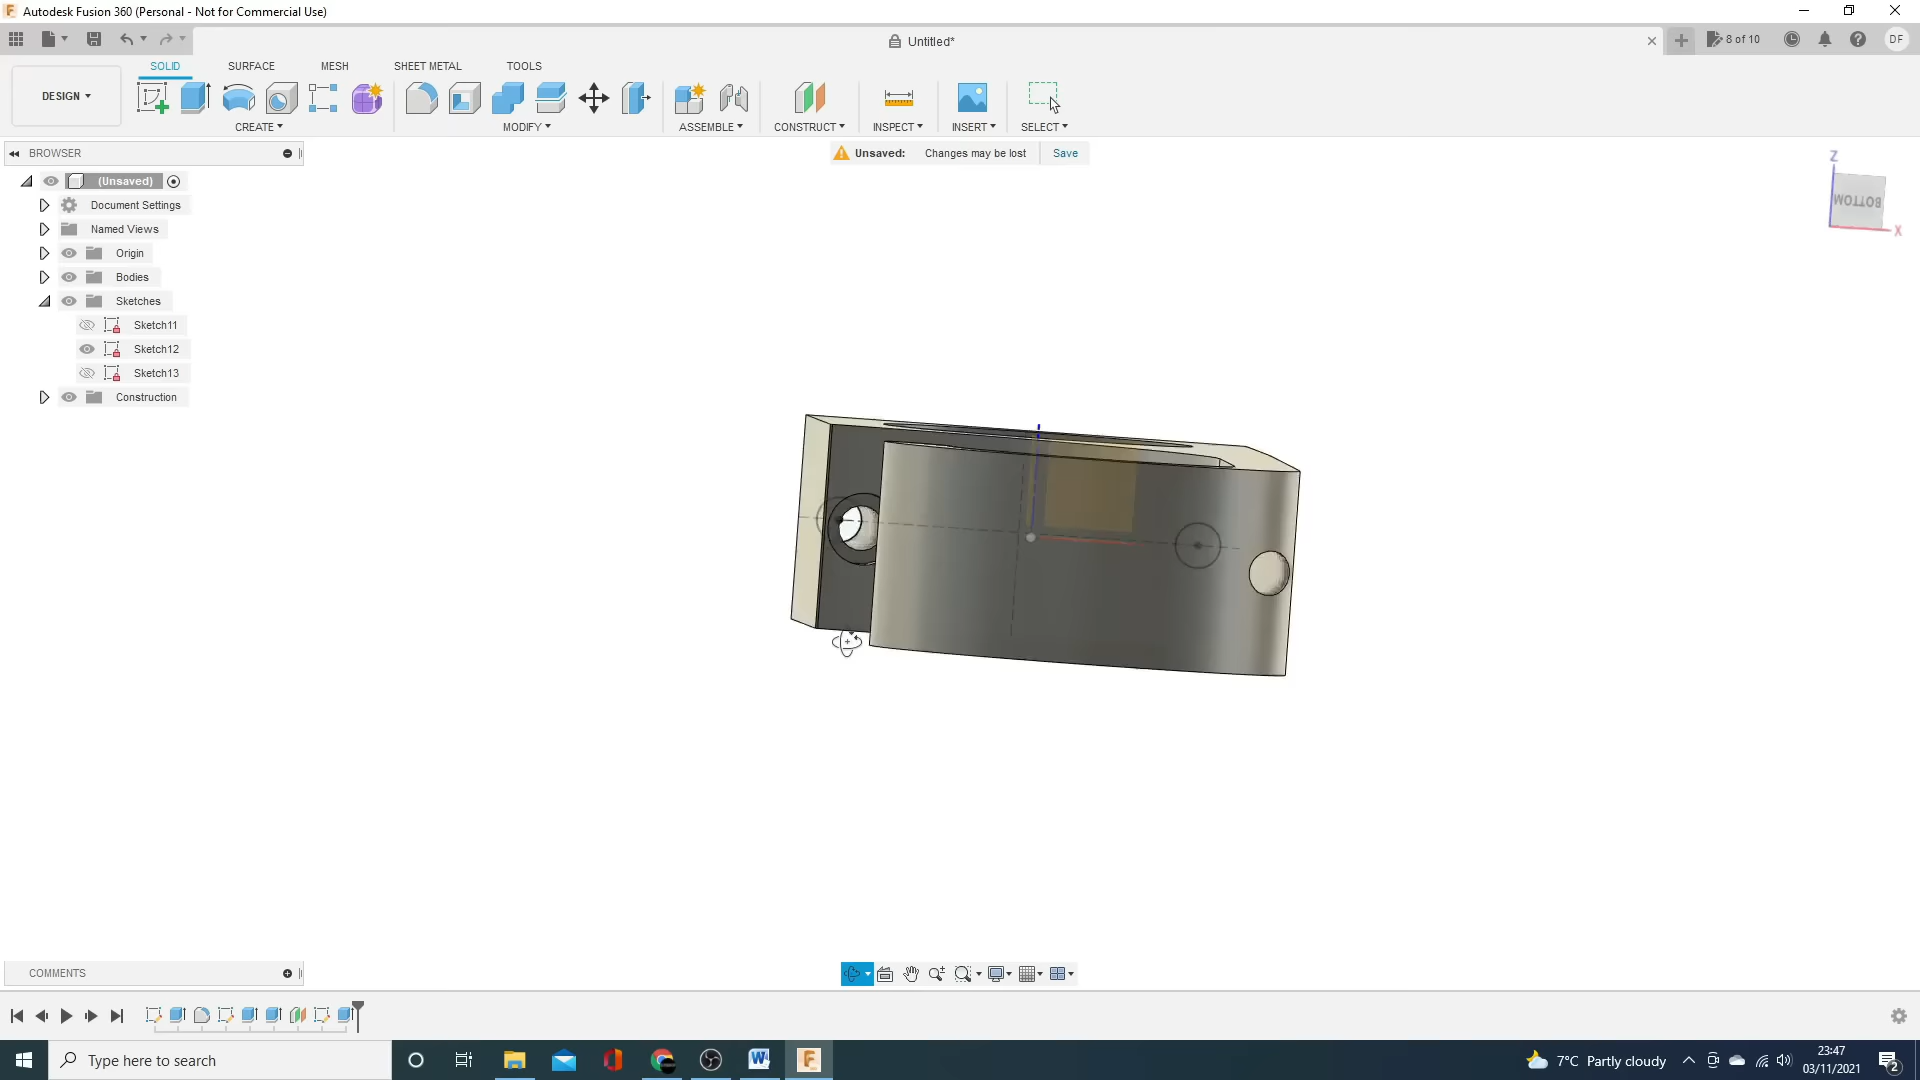 Autodesk Fusion 360 (Personal - Not for Commercial Use)
Untitled*
8 of 10
DF
SOLID
SURFACE
MESH
SHEET METAL
TOOLS
DESIGN
CREATE
MODIFY
ASSEMBLE
CONSTRUCT
INSPECT
INSERT
SELECT
BROWSER
Unsaved: Changes may be lost Save
(Unsaved)
Document Settings
Named Views
Origin
Bodies
Sketches
Sketch11
Sketch12
Sketch13
Construction
Z
BOTTOM
X
COMMENTS
Type here to search
7°C Partly cloudy
23:47
03/11/2021
2